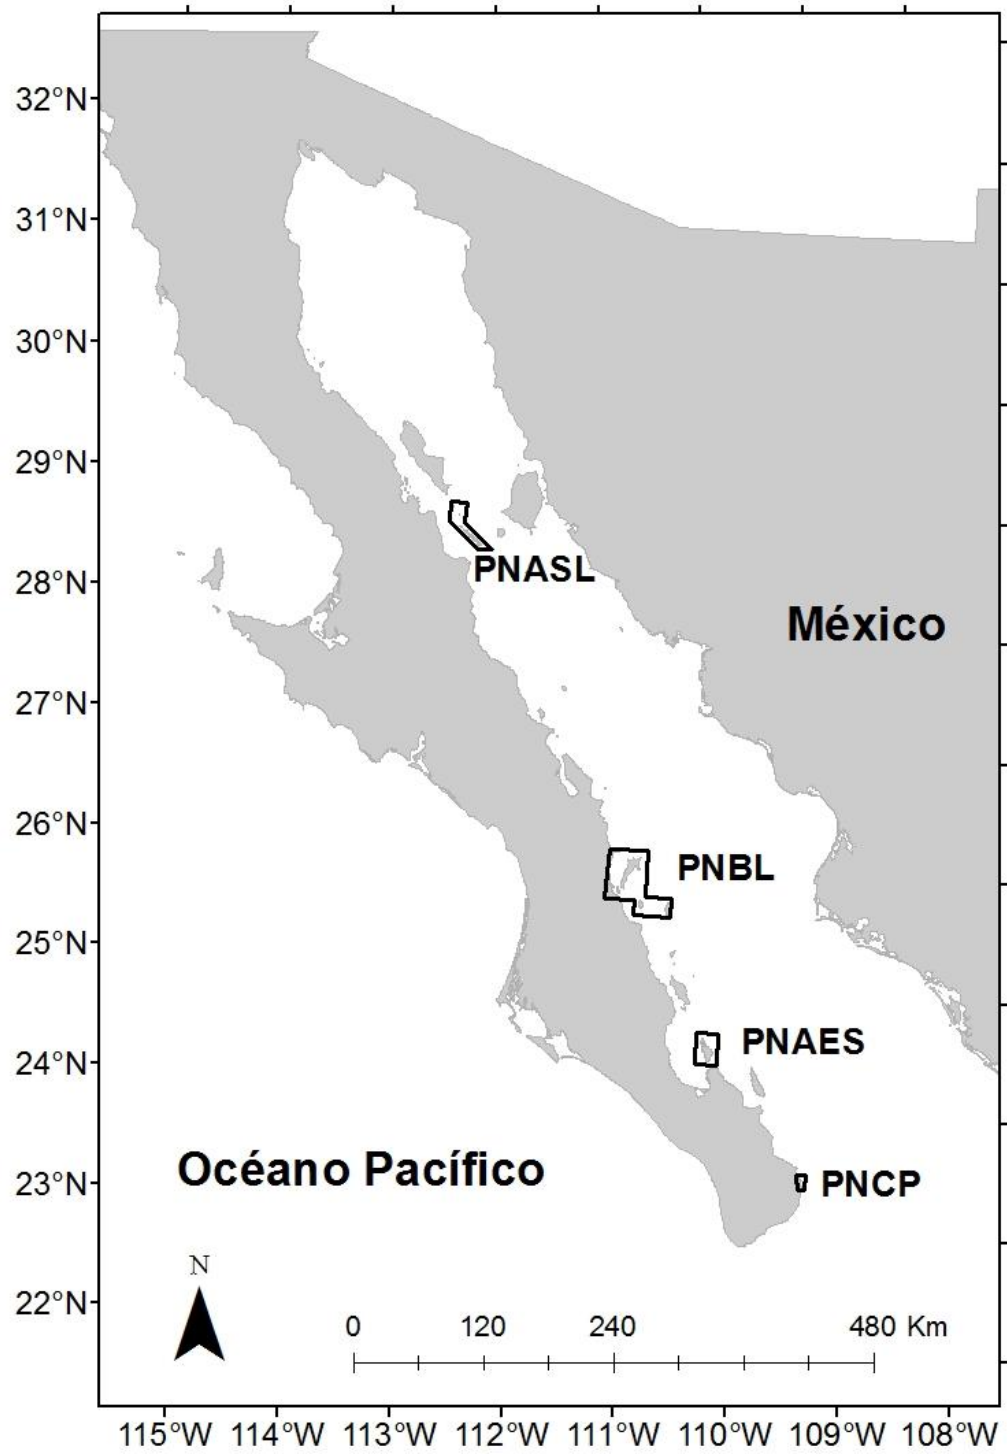 32°N
31°N
30°N
29°N
28°N
27°N
26°N
25°N
24°N
23°N
22°N
PNASL
México
PNBL
PNAES
Océano Pacífico
PNCP
N
0 120 240 480 Km
115°W 114°W 113°W 112°W 111°W 110°W 109°W 108°W